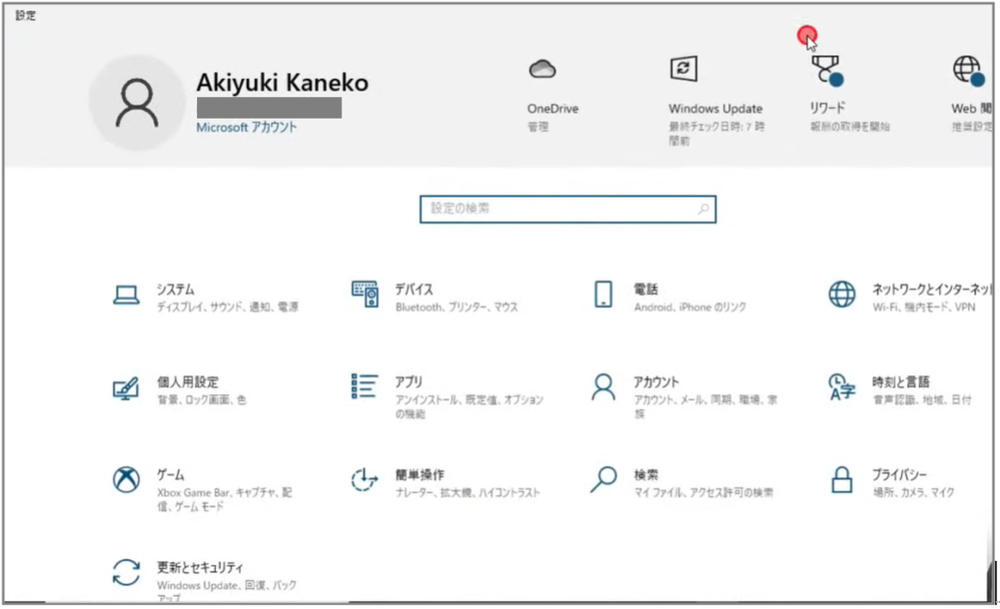 設定
Akiyuki Kaneko
Microsoft アカウント
OneDrive
管理
Windows Update
最終チェック日時: 7 時
間前
リワード
報酬の取得を開始
Web 閲
推奨設定
設定の検索
システム
ディスプレイ、サウンド、通知、電源
デバイス
Bluetooth、プリンター、マウス
電話
Android、iPhone のリンク
ネットワークとインターネッ
Wi-Fi、機内モード、VPN
個人用設定
背景、ロック画面、色
アプリ
アンインストール、既定値、オプション
の機能
アカウント
アカウント、メール、同期、職場、家
族
時刻と言語
音声認識、地域、日付
ゲーム
Xbox Game Bar、キャプチャ、配
信、ゲーム モード
簡単操作
ナレーター、拡大鏡、ハイコントラスト
検索
マイ ファイル、アクセス許可の検索
プライバシー
場所、カメラ、マイク
更新とセキュリティ
Windows Update、回復、バック
アップ